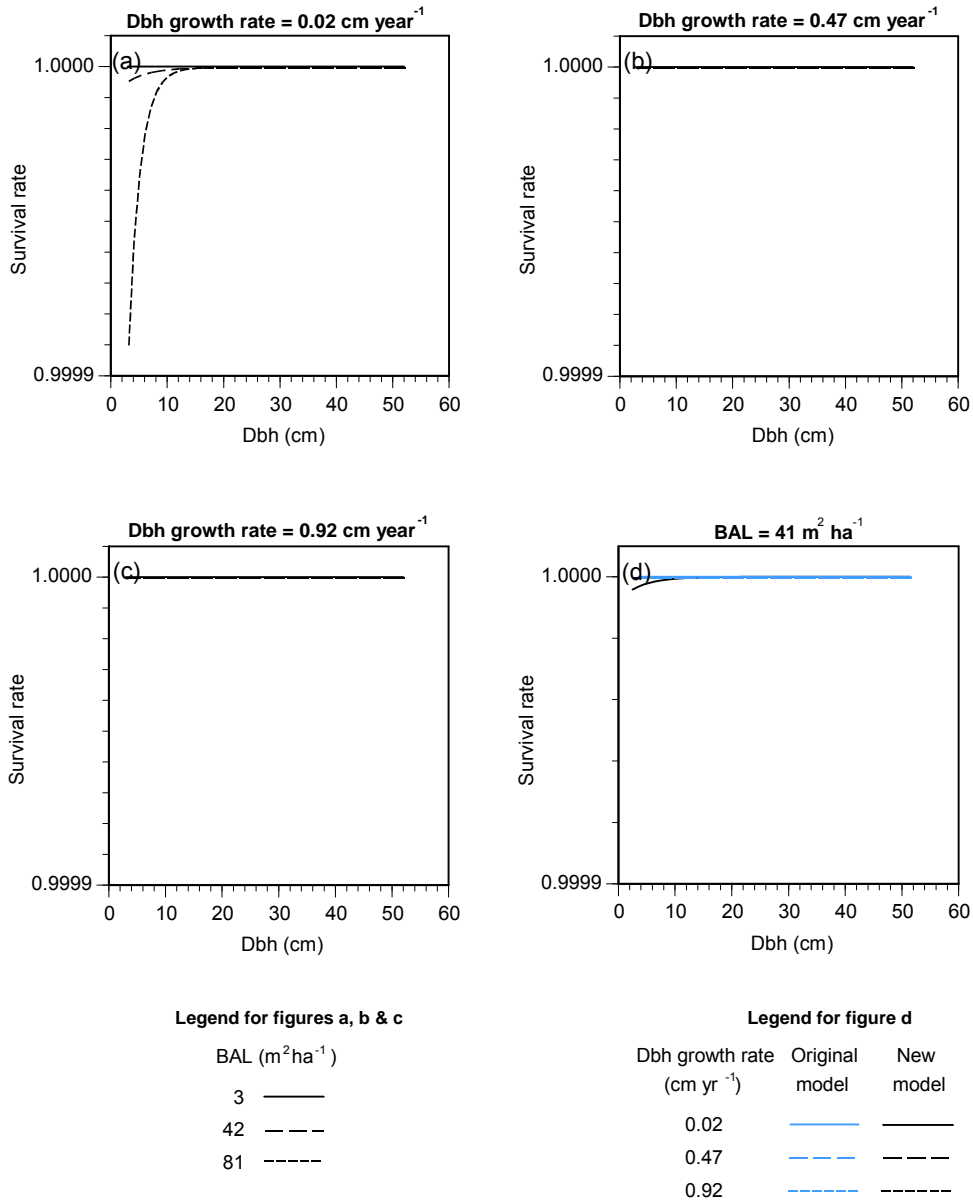 Dbh growth rate = 0.02 cm year-1
(a)
1.0000
0.9999
Survival rate
0 10 20 30 40 50 60
Dbh (cm)
Dbh growth rate = 0.47 cm year-1
(b)
1.0000
0.9999
Survival rate
0 10 20 30 40 50 60
Dbh (cm)
Dbh growth rate = 0.92 cm year-1
(c)
1.0000
0.9999
Survival rate
0 10 20 30 40 50 60
Dbh (cm)
BAL = 41 m2 ha-1
(d)
1.0000
0.9999
Survival rate
0 10 20 30 40 50 60
Dbh (cm)
Legend for figures a, b & c
BAL (m2 ha-1 )
3
42
81
Legend for figure d
Dbh growth rate Original New
(cm yr -1) model model
0.02
0.47
0.92